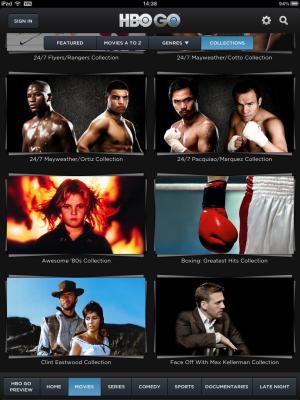 iPad
14:38
94%
SIGN IN
HBO GO
FEATURED
MOVIES A TO Z
GENRES ▼
COLLECTIONS
24/7 Flyers/Rangers Collection
24/7 Mayweather/Cotto Collection
24/7 Mayweather/Ortiz Collection
24/7 Pacquiao/Marquez Collection
Awesome '80s Collection
Boxing: Greatest Hits Collection
Clint Eastwood Collection
Face Off With Max Kellerman Collection
HBO GO
PREVIEW
HOME
MOVIES
SERIES
COMEDY
SPORTS
DOCUMENTARIES
LATE NIGHT